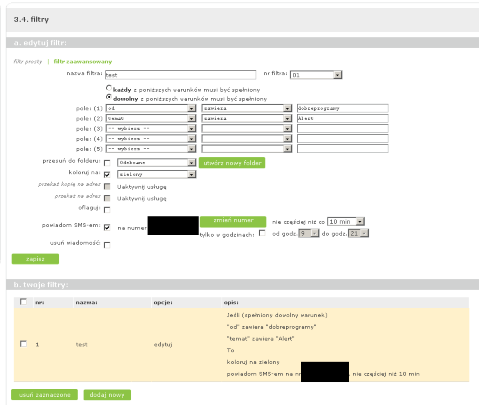 3.4. filtry
a. edytuj filtr:
filtr prosty | filtr zaawansowany
nazwa filtra: test nr filtra: 01
każdy z poniższych warunków musi być spełniony
dowolny z poniższych warunków musi być spełniony
pole: (1) od zawiera dobreprogramy
pole: (2) temat zawiera Alert
pole: (3) -- wybierz --
pole: (4) -- wybierz --
pole: (5) -- wybierz --
przesuń do folderu: Odebrane utwórz nowy folder
koloruj na: zielony
przekaż kopię na adres Uaktywnij usługę
przekaż na adres Uaktywnij usługę
oflaguj:
zmień numer nie częściej niż co 10 min
powiadom SMS-em: na numer
tylko w godzinach: od godz. 9 do godz. 21
usuń wiadomość:
zapisz
b. twoje filtry:
nr: nazwa: opcje: opis:
Jeśli (spełniony dowolny warunek)
"od" zawiera "dobreprogramy"
"temat" zawiera "Alert"
1 test edytuj To
koloruj na zielony
powiadom SMS-em na nr , nie częściej niż 10 min
usuń zaznaczone dodaj nowy